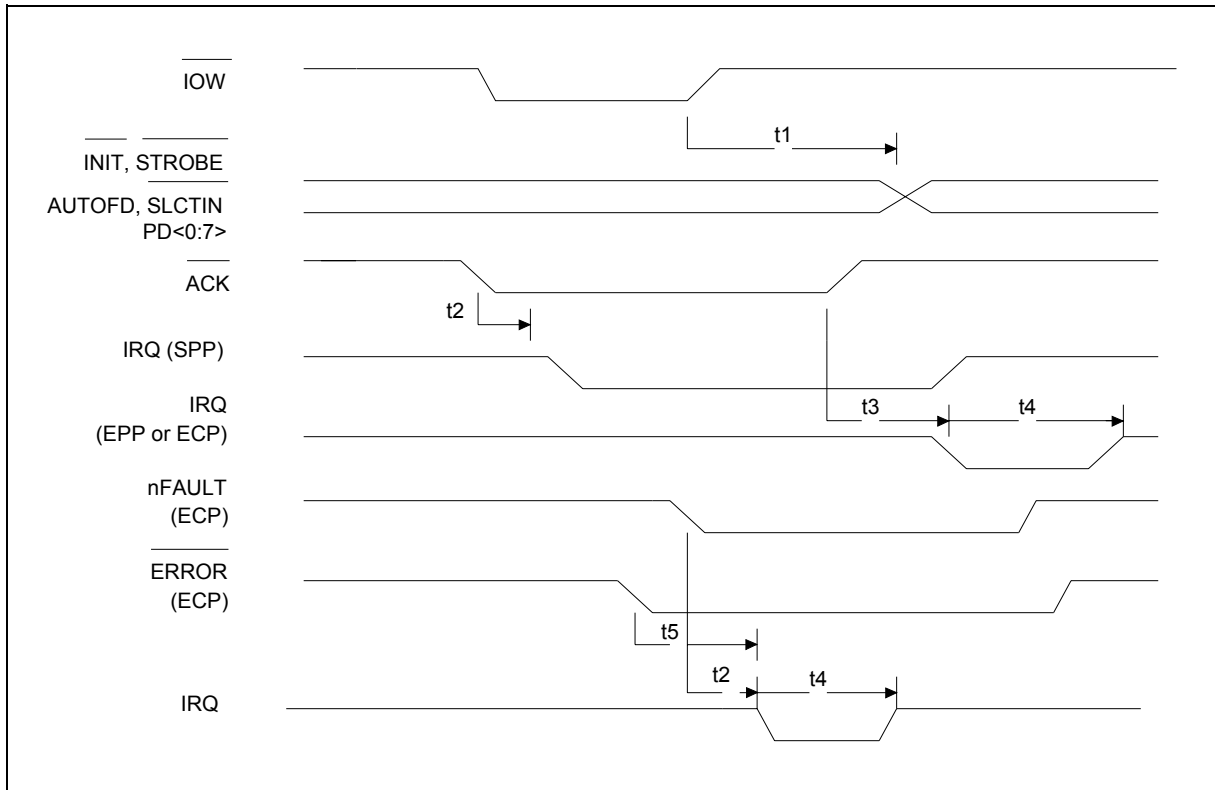 IOW
t1
INIT, STROBE
AUTOFD, SLCTIN
PD<0:7>
ACK
t2
IRQ (SPP)
IRQ
(EPP or ECP)
t3
t4
nFAULT
(ECP)
ERROR
(ECP)
t5
t2
t4
IRQ